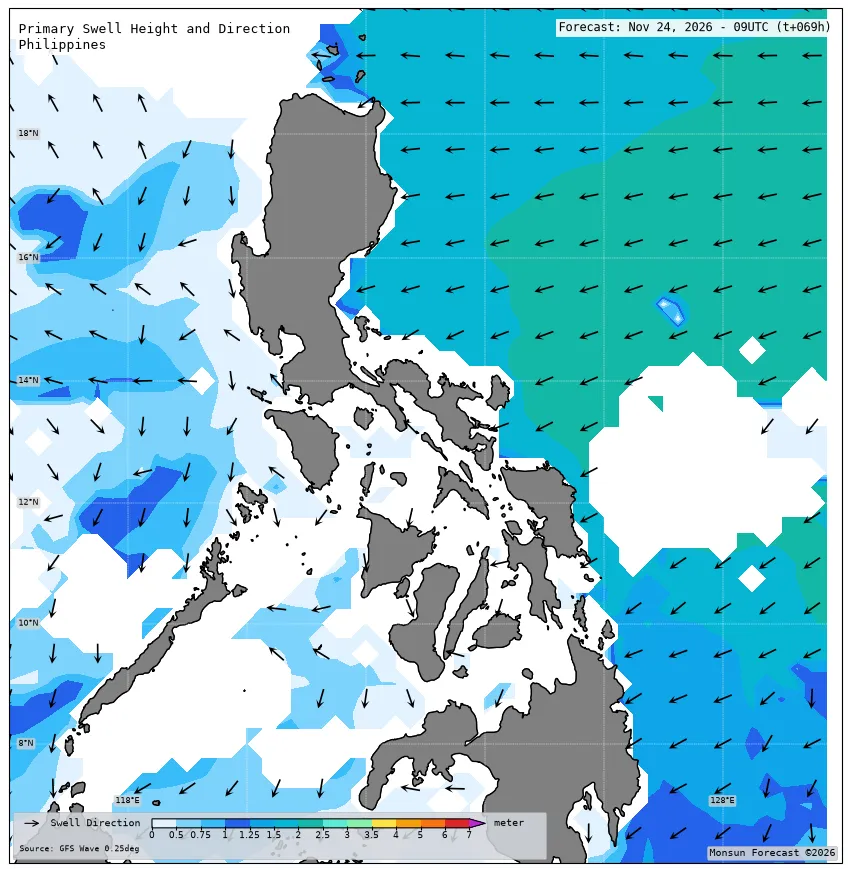 Primary Swell Height and Direction
Philippines
Forecast: Nov 24, 2026 - 09UTC (t+069h)
18°N
16°N
14°N
12°N
10°N
8°N
118°E
128°E
Swell Direction
0 0.5 0.75 1 1.25 1.5 2 2.5 3 3.5 4 5 6 7
meter
Source: GFS Wave 0.25deg
Monsun Forecast ©2026